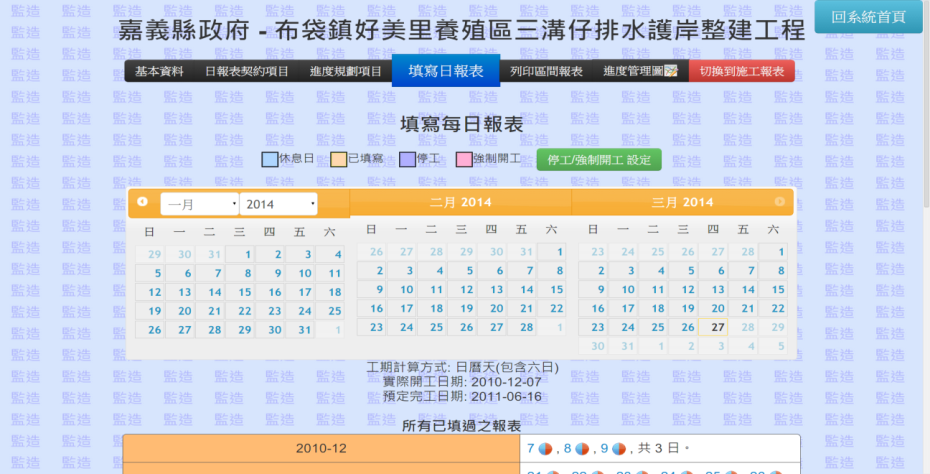 嘉義縣政府 - 布袋鎮好美里養殖區三溝仔排水護岸整建工程
回系統首頁
基本資料 日報表契約項目 進度規劃項目 填寫日報表 列印區間報表 進度管理圖 切換到施工報表
填寫每日報表
休息日 已填寫 停工 強制開工 停工/強制開工 設定
一月 2014 二月 2014 三月 2014
日 一 二 三 四 五 六 日 一 二 三 四 五 六 日 一 二 三 四 五 六
29 30 31 1 2 3 4 26 27 28 29 30 31 1 23 24 25 26 27 28 1
5 6 7 8 9 10 11 2 3 4 5 6 7 8 2 3 4 5 6 7 8
12 13 14 15 16 17 18 9 10 11 12 13 14 15 9 10 11 12 13 14 15
19 20 21 22 23 24 25 16 17 18 19 20 21 22 16 17 18 19 20 21 22
26 27 28 29 30 31 1 23 24 25 26 27 28 1 23 24 25 26 27 28 29
30 31 1 2 3 4 5
工期計算方式: 日曆天(包含六日)
實際開工日期: 2010-12-07
預定完工日期: 2011-06-16
所有已填過之報表
2010-12 7 , 8 , 9 , 共 3 日。